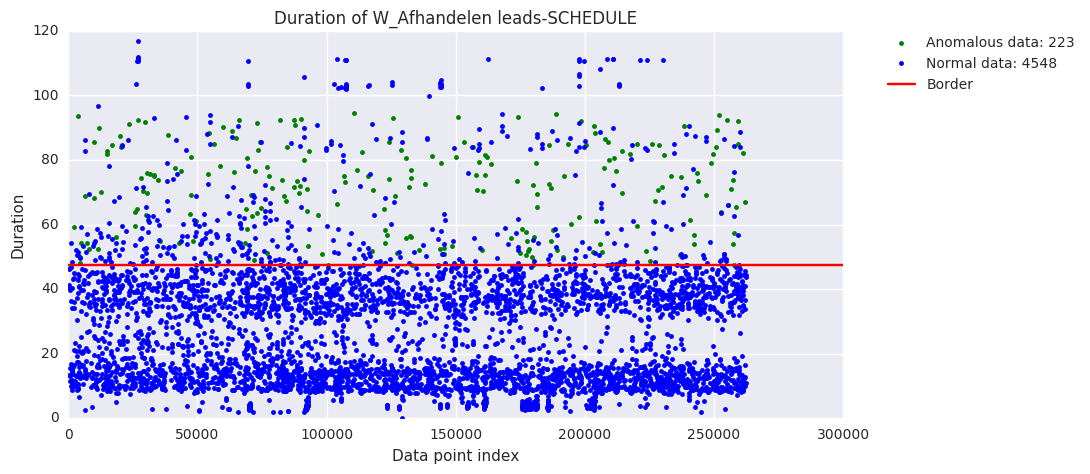 Duration of W_Afhandelen leads-SCHEDULE
Anomalous data: 223
Normal data: 4548
Border
Duration
120
100
80
60
40
20
0
0 50000 100000 150000 200000 250000 300000
Data point index